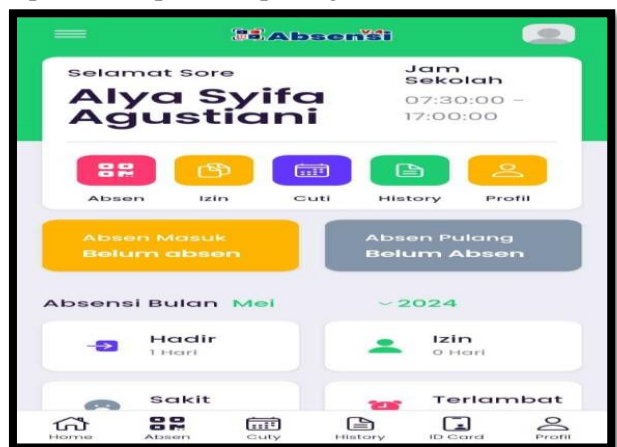 Absensi
Selamat Sore
Jam
Sekolah
Alya Syifa
Agustiani
07:30:00 -
17:00:00
Absen Izin Cuti History Profil
Absen Masuk
Belum absen
Absen Pulang
Belum Absen
Absensi Bulan Mei 2024
Hadir
1 Hari
Izin
0 Hari
Sakit
Terlambat
Home Absen Cuty History ID Card Profil